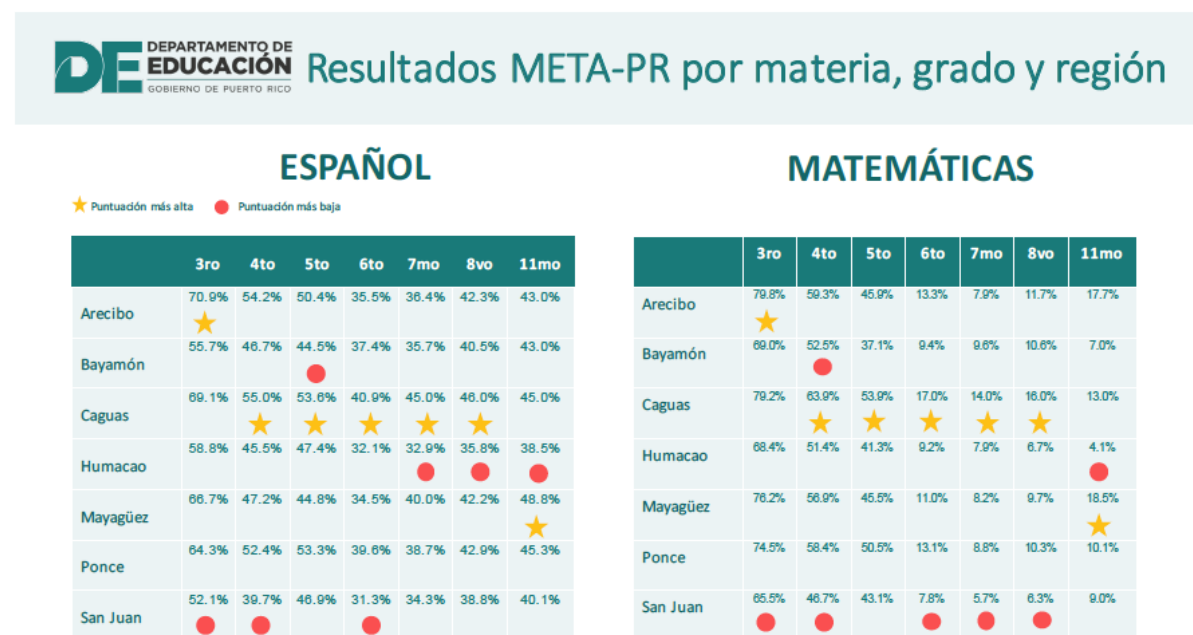 DE DEPARTAMENTO DE
EDUCACIÓN
GOBIERNO DE PUERTO RICO
Resultados META-PR por materia, grado y región
ESPAÑOL
Puntuación más alta Puntuación más baja
3ro 4to 5to 6to 7mo 8vo 11mo
Arecibo 70.9% 54.2% 50.4% 35.5% 36.4% 42.3% 43.0%
Bayamón 55.7% 46.7% 44.5% 37.4% 35.7% 40.5% 43.0%
Caguas 69.1% 55.0% 53.6% 40.9% 45.0% 46.0% 45.0%
Humacao 58.8% 45.5% 47.4% 32.1% 32.9% 35.8% 38.5%
Mayagüez 66.7% 47.2% 44.8% 34.5% 40.0% 42.2% 48.8%
Ponce 64.3% 52.4% 53.3% 39.6% 38.7% 42.9% 45.3%
San Juan 52.1% 39.7% 46.9% 31.3% 34.3% 38.8% 40.1%
MATEMÁTICAS
3ro 4to 5to 6to 7mo 8vo 11mo
Arecibo 79.8% 59.3% 45.9% 13.3% 7.9% 11.7% 17.7%
Bayamón 69.0% 52.5% 37.1% 9.4% 9.6% 10.6% 7.0%
Caguas 79.2% 63.9% 53.9% 17.0% 14.0% 16.0% 13.0%
Humacao 68.4% 51.4% 41.3% 9.2% 7.9% 6.7% 4.1%
Mayagüez 76.2% 56.9% 45.5% 11.0% 8.2% 9.7% 18.5%
Ponce 74.5% 58.4% 50.5% 13.1% 8.8% 10.3% 10.1%
San Juan 65.5% 46.7% 43.1% 7.8% 5.7% 6.3% 9.0%